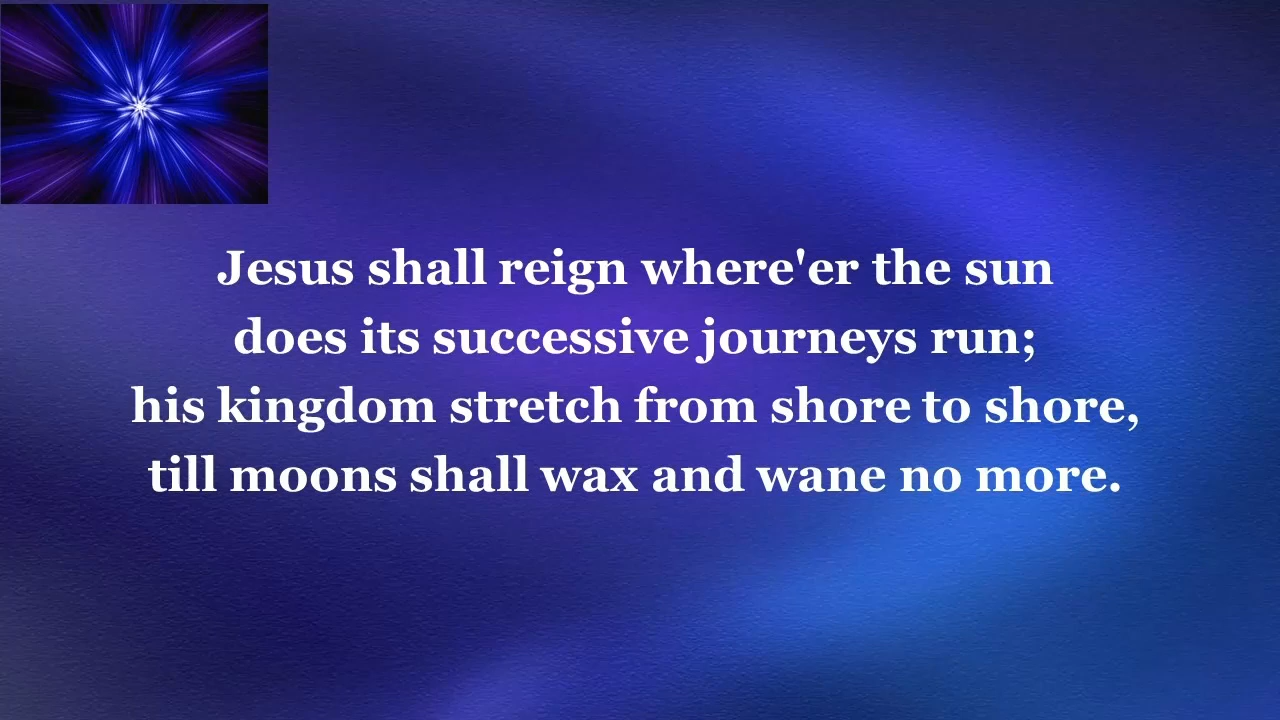 Jesus shall reign where'er the sun
does its successive journeys run;
his kingdom stretch from shore to shore,
till moons shall wax and wane no more.